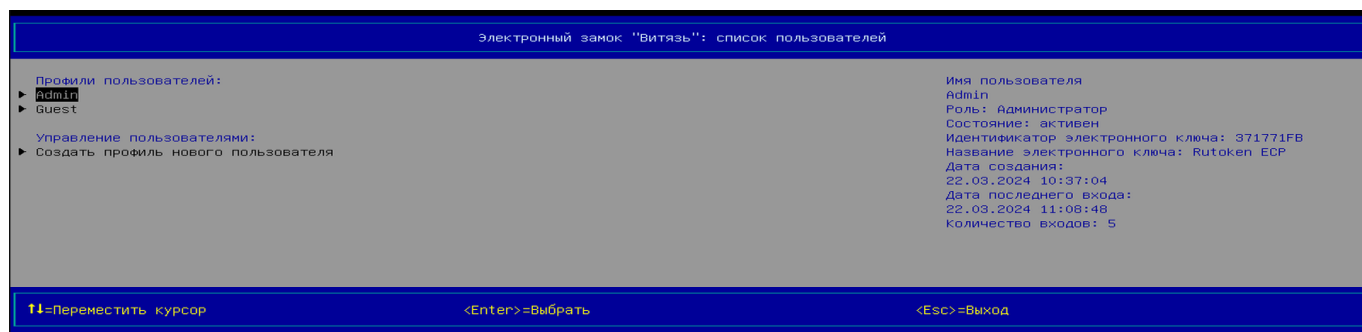 Электронный замок "Витязь": список пользователей
Профили пользователей:
► Admin
► Guest
Управление пользователями:
► Создать профиль нового пользователя
Имя пользователя
Admin
Роль: Администратор
Состояние: активен
Идентификатор электронного ключа: 371771FB
Название электронного ключа: Rutoken ECP
Дата создания:
22.03.2024 10:37:04
Дата последнего входа:
22.03.2024 11:08:48
Количество входов: 5
↑↓=Переместить курсор <Enter>=Выбрать <Esc>=Выход